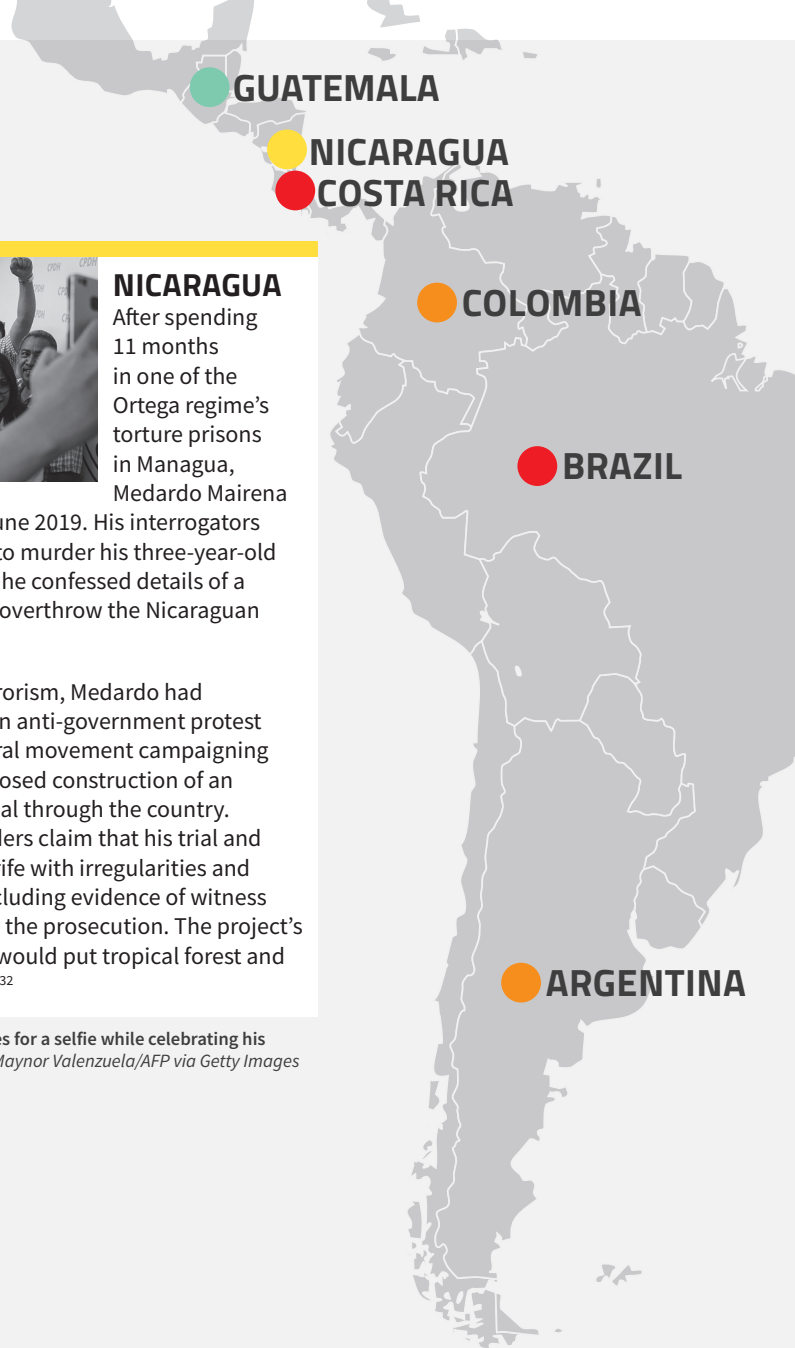 GUATEMALA
NICARAGUA
COSTA RICA
COLOMBIA
BRAZIL
ARGENTINA
CPDH CPDH
NICARAGUA
After spending
11 months
in one of the
Ortega regime’s
torture prisons
in Managua,
Medardo Mairena
une 2019. His interrogators
to murder his three-year-old
he confessed details of a
overthrow the Nicaraguan
rorism, Medardo had
n anti-government protest
ral movement campaigning
posed construction of an
al through the country.
ders claim that his trial and
rife with irregularities and
cluding evidence of witness
the prosecution. The project’s
would put tropical forest and
32
es for a selfie while celebrating his
Maynor Valenzuela/AFP via Getty Images